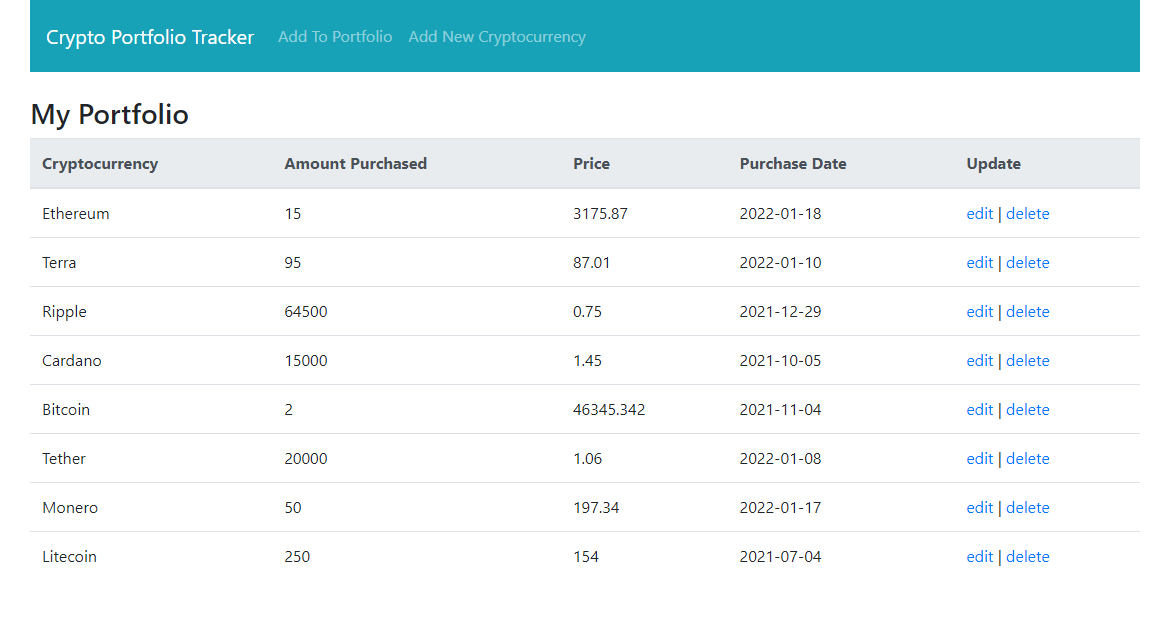 Crypto Portfolio Tracker Add To Portfolio Add New Cryptocurrency
My Portfolio
Cryptocurrency Amount Purchased Price Purchase Date Update
Ethereum 15 3175.87 2022-01-18 edit | delete
Terra 95 87.01 2022-01-10 edit | delete
Ripple 64500 0.75 2021-12-29 edit | delete
Cardano 15000 1.45 2021-10-05 edit | delete
Bitcoin 2 46345.342 2021-11-04 edit | delete
Tether 20000 1.06 2022-01-08 edit | delete
Monero 50 197.34 2022-01-17 edit | delete
Litecoin 250 154 2021-07-04 edit | delete